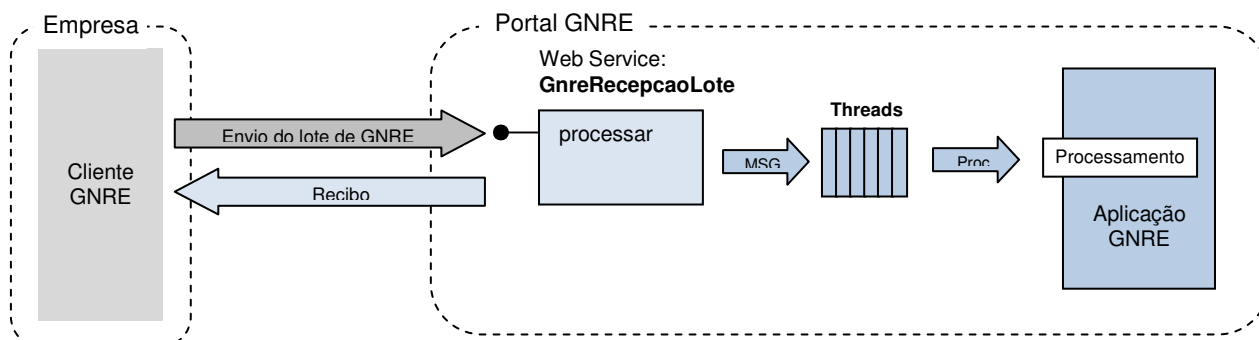 Empresa
Portal GNRE
Web Service:
GnreRecepcaoLote
Threads
Envio do lote de GNRE
processar
Cliente
GNRE
MSG
Proc
Processamento
Recibo
Aplicação
GNRE